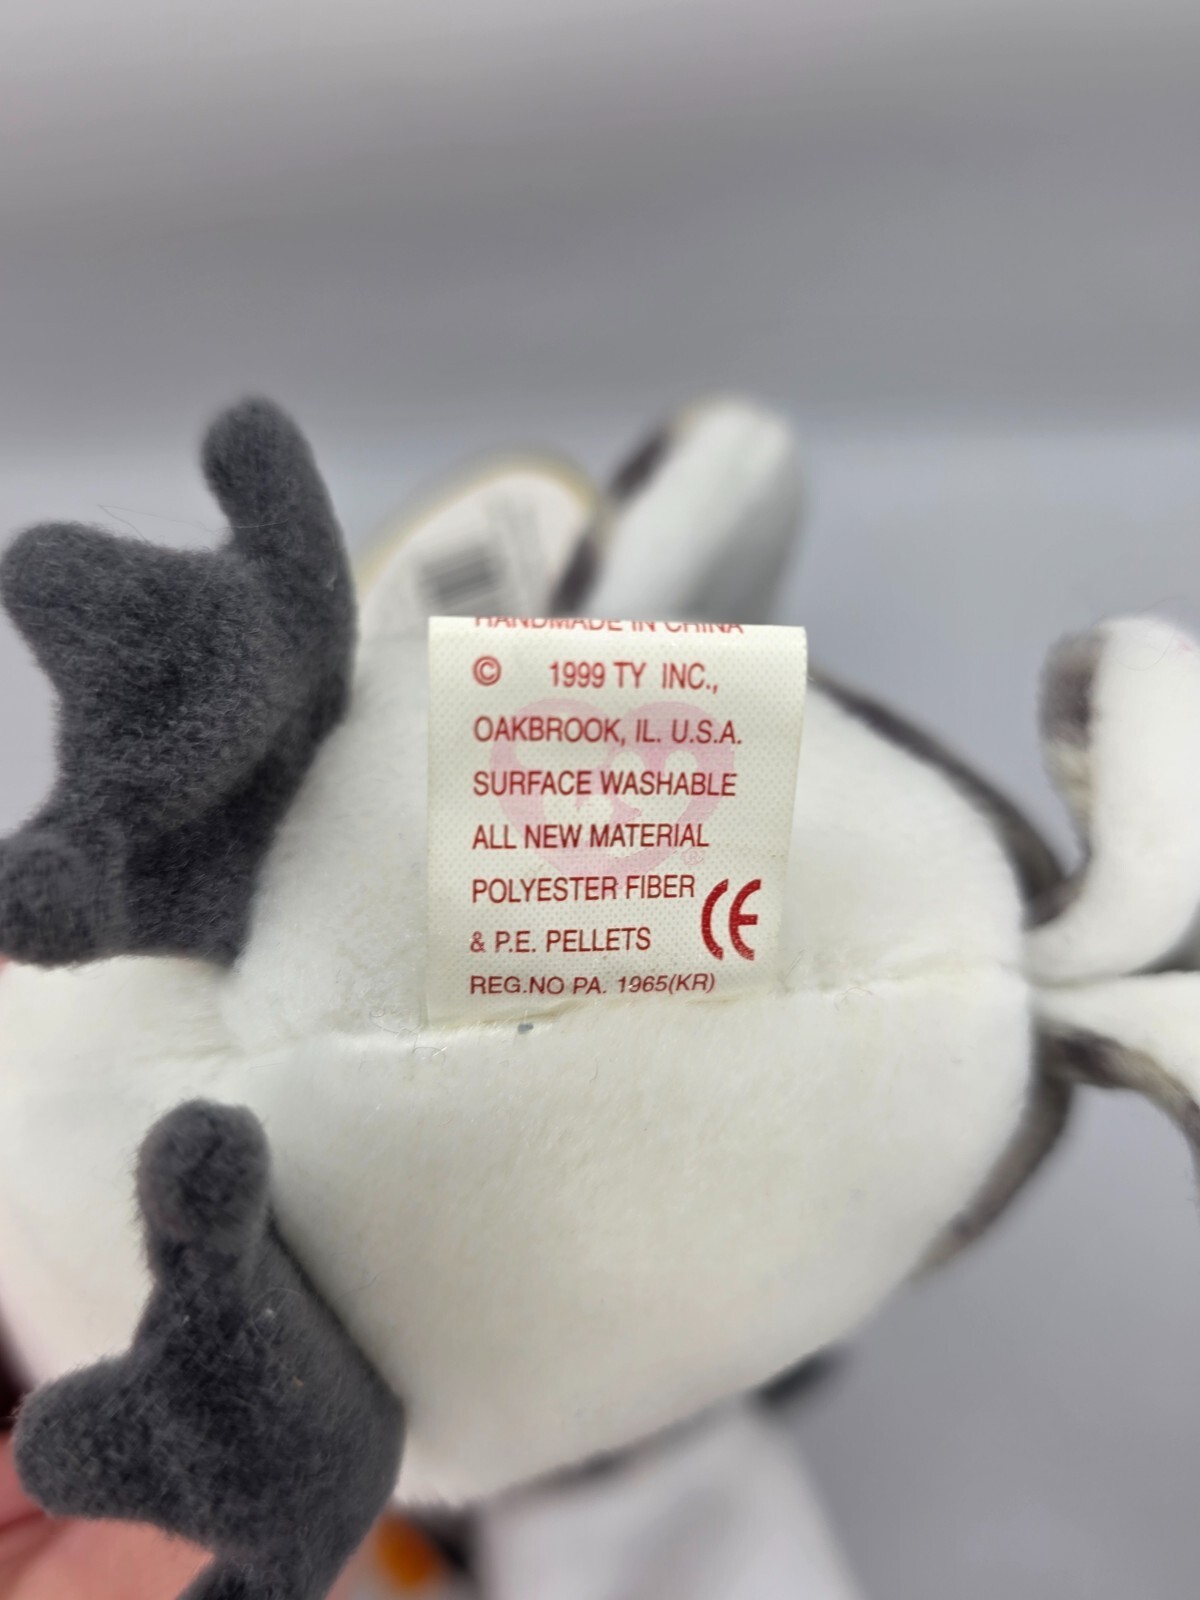 HANDMADE IN CHINA
© 1999 TY INC.,
OAKBROOK, IL. U.S.A.
SURFACE WASHABLE
ALL NEW MATERIAL
POLYESTER FIBER
& P.E. PELLETS
CE
REG.NO PA. 1965(KR)